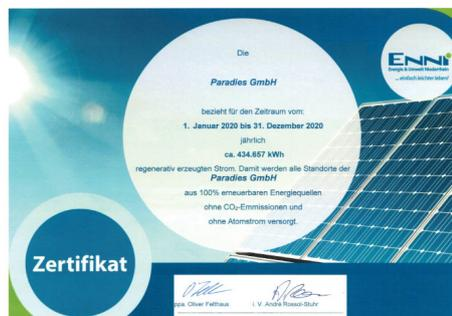 Die
Paradies GmbH
ENNI
Energie & Umwelt Niederrhein
... einfach leichter leben!
bezieht für den Zeitraum vom:
1. Januar 2020 bis 31. Dezember 2020
jährlich
ca. 434.657 kWh
regenerativ erzeugten Strom. Damit werden alle Standorte der
Paradies GmbH
aus 100% erneuerbaren Energiequellen
ohne CO₂-Emmissionen und
ohne Atomstrom versorgt.
Zertifikat
ppa. Oliver Felthaus
i. V. André Rossol-Stuhr